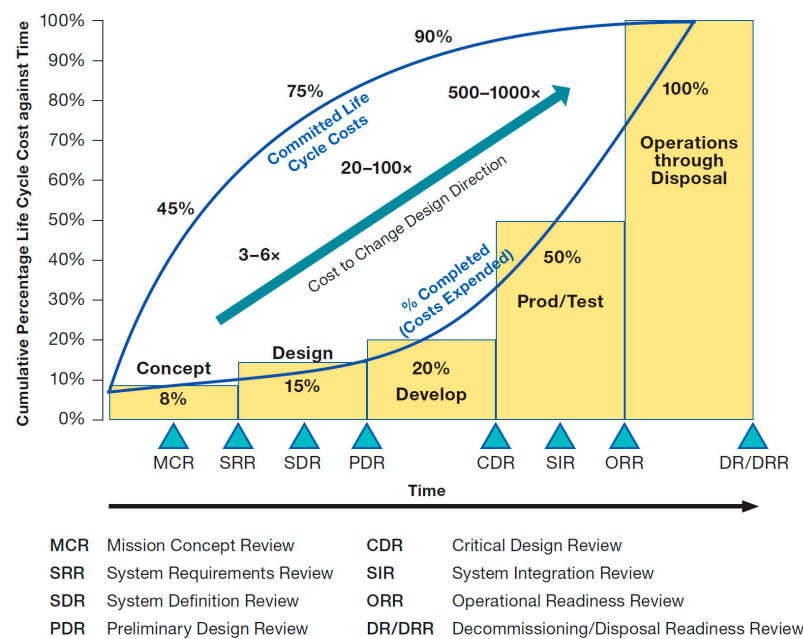 Cumulative Percentage Life Cycle Cost against Time
100%
90%
80%
70%
60%
50%
40%
30%
20%
10%
0%
45%
75%
90%
Committed Life
Cycle Costs
3–6×
20–100×
500–1000×
Cost to Change Design Direction
% Completed
(Costs Expended)
Concept
8%
Design
15%
20%
Develop
50%
Prod/Test
100%
Operations
through
Disposal
MCR SRR SDR PDR CDR SIR ORR DR/DRR
Time
MCR Mission Concept Review
SRR System Requirements Review
SDR System Definition Review
PDR Preliminary Design Review
CDR Critical Design Review
SIR System Integration Review
ORR Operational Readiness Review
DR/DRR Decommissioning/Disposal Readiness Review